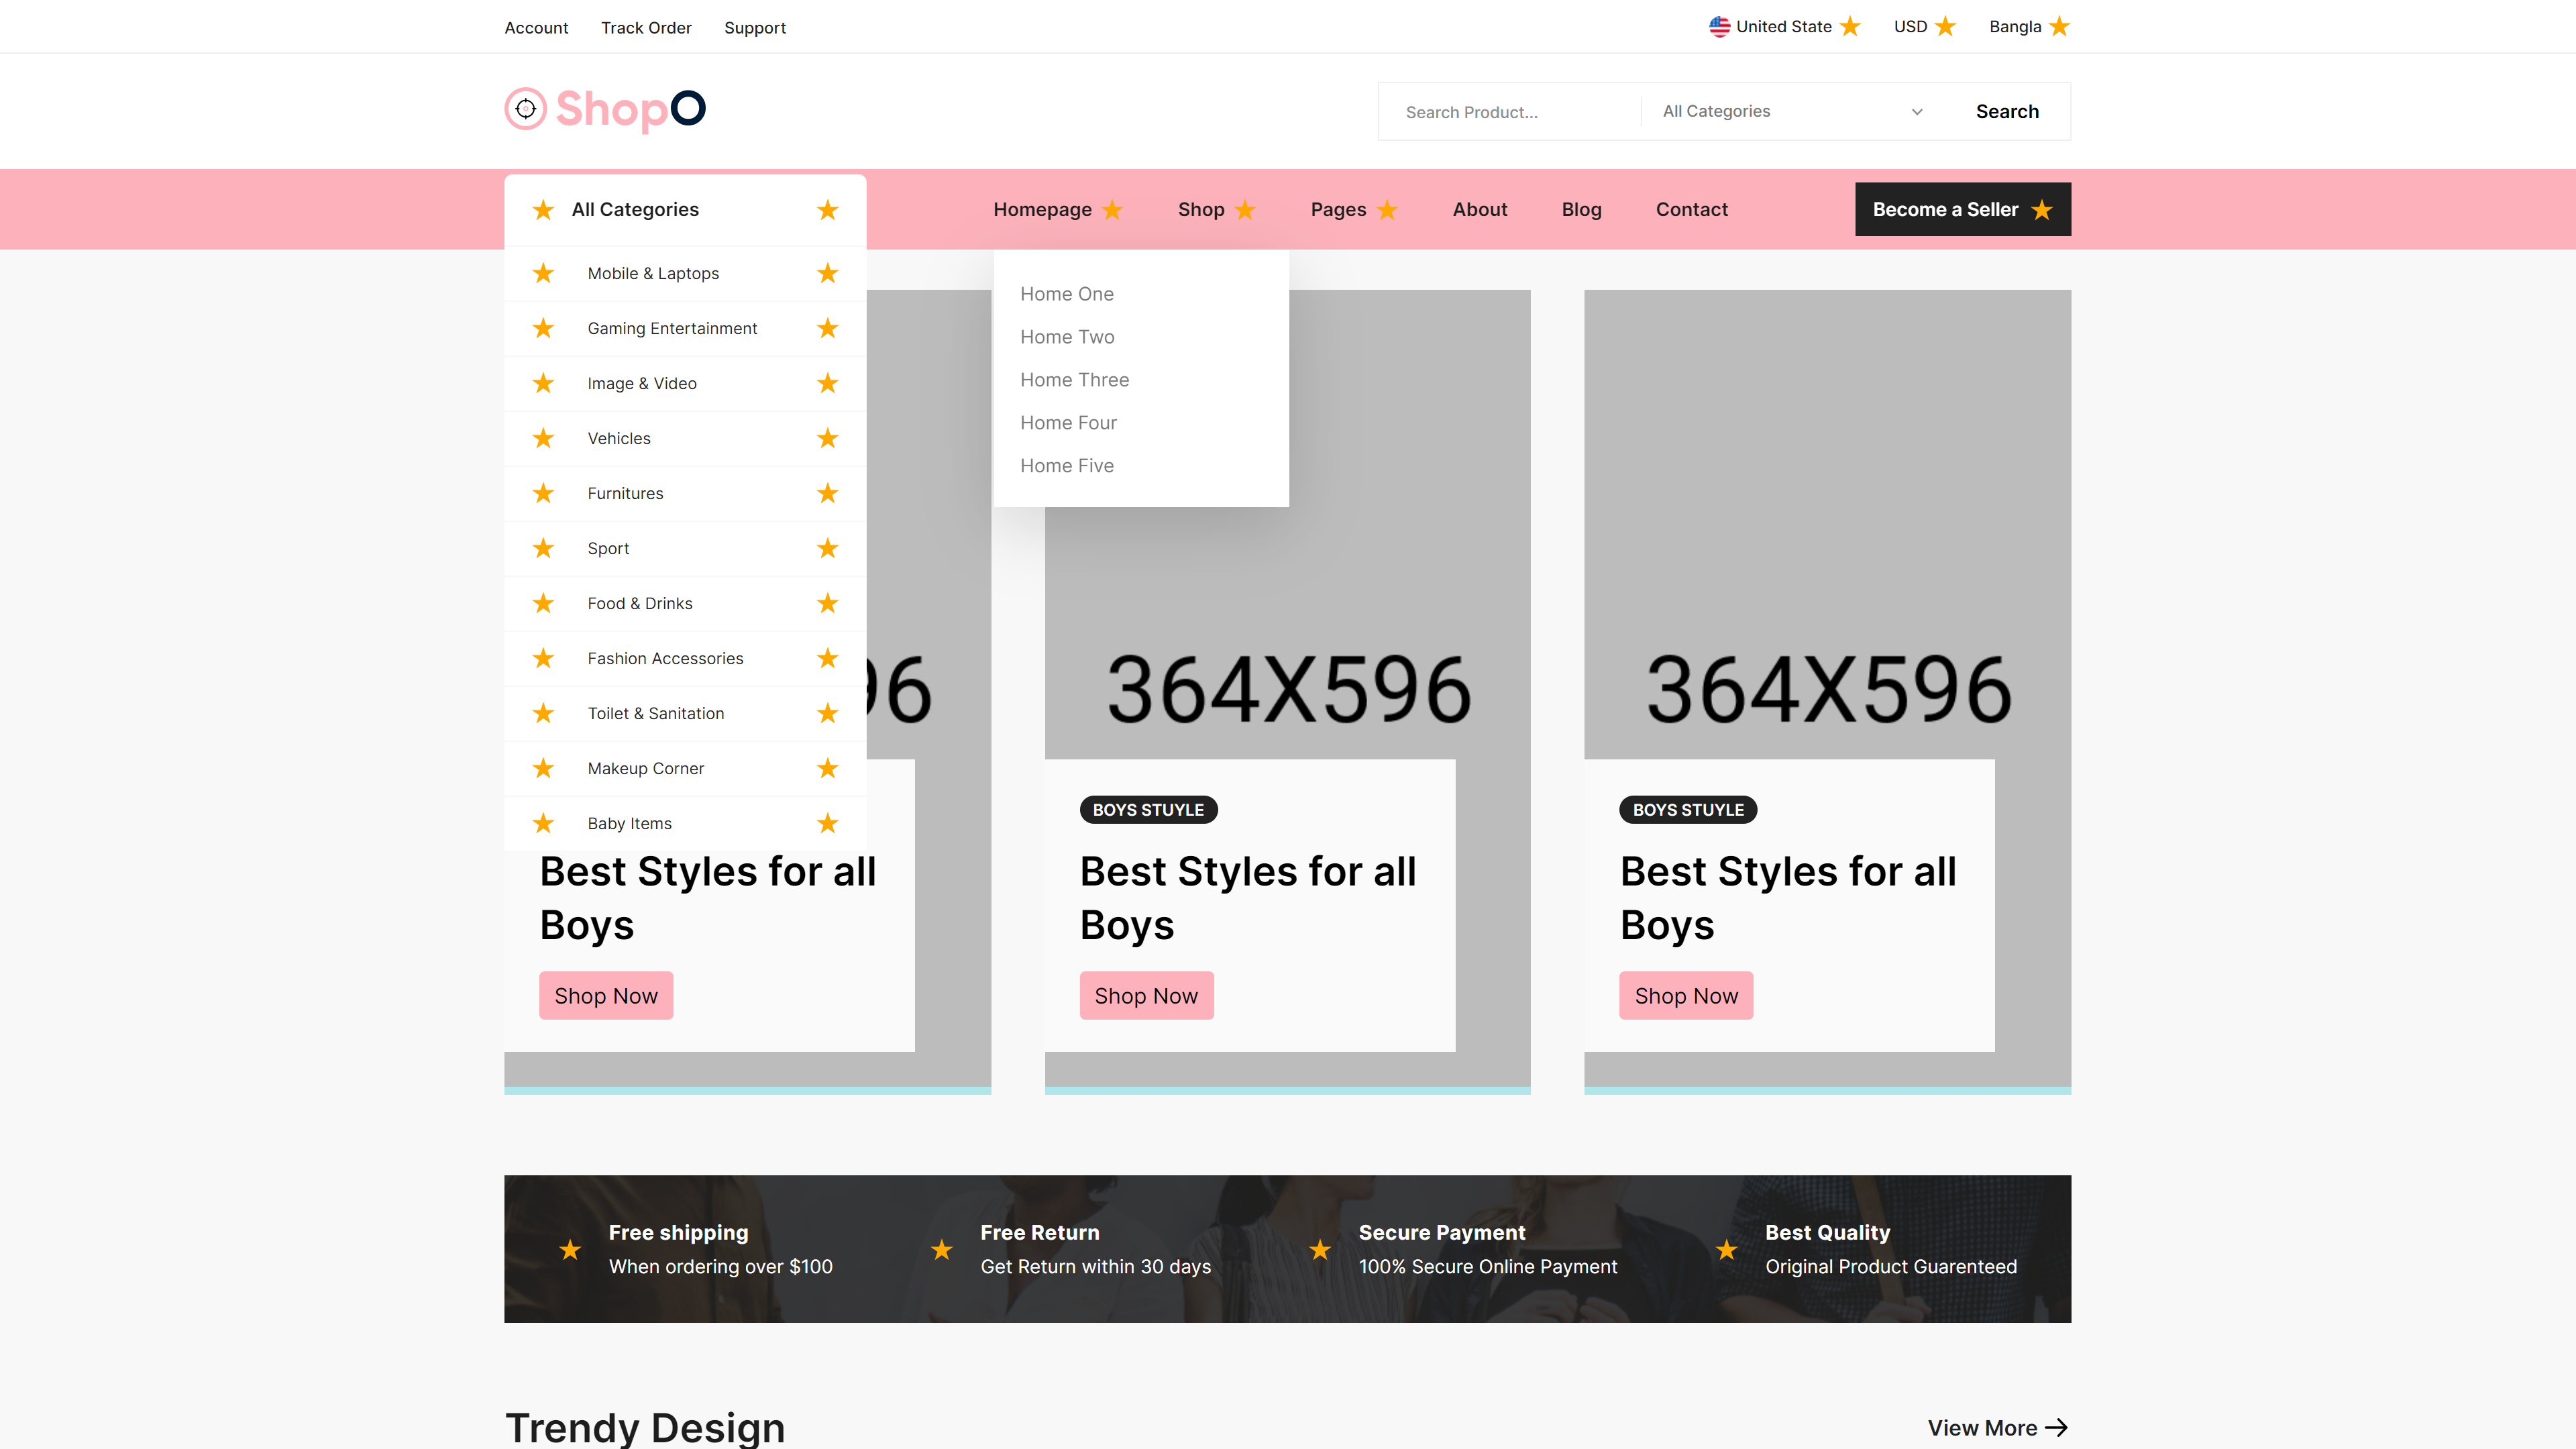 Account Track Order Support
United State USD Bangla
ShopO
Search Product...
All Categories
Search
All Categories
Homepage Shop Pages About Blog Contact
Become a Seller
Mobile & Laptops
Gaming Entertainment
Image & Video
Vehicles
Furnitures
Sport
Food & Drinks
Fashion Accessories
Toilet & Sanitation
Makeup Corner
Baby Items
Home One
Home Two
Home Three
Home Four
Home Five
96
364X596
364X596
Best Styles for all
Boys
Shop Now
BOYS STUYLE
Best Styles for all
Boys
Shop Now
BOYS STUYLE
Best Styles for all
Boys
Shop Now
Free shipping
When ordering over $100
Free Return
Get Return within 30 days
Secure Payment
100% Secure Online Payment
Best Quality
Original Product Guarenteed
Trendy Design
View More